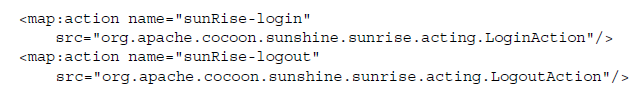 <map:action name="sunRise-login"
src="org.apache.cocoon.sunshine.sunrise.acting.LoginAction"/>
<map:action name="sunRise-logout"
src="org.apache.cocoon.sunshine.sunrise.acting.LogoutAction"/>